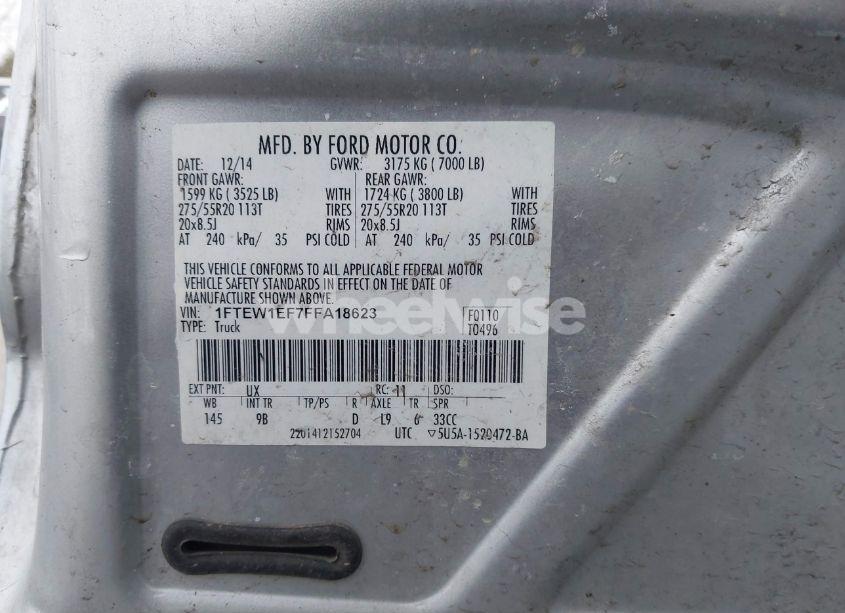 MFD. BY FORD MOTOR CO.
DATE: 12/14 GVWR: 3175 KG ( 7000 LB)
FRONT GAWR: REAR GAWR:
1599 KG ( 3525 LB) WITH 1724 KG ( 3800 LB) WITH
275/55R20 113T TIRES 275/55R20 113T TIRES
20x8.5J RIMS 20x8.5J RIMS
AT 240 kPa/ 35 PSI COLD AT 240 kPa/ 35 PSI COLD
THIS VEHICLE CONFORMS TO ALL APPLICABLE FEDERAL MOTOR
VEHICLE SAFETY STANDARDS IN EFFECT ON THE DATE OF
MANUFACTURE SHOWN ABOVE.
VIN: 1FTEW1EF7FFA18623 F0110
TYPE: Truck T0496
wheelwise
EXT PNT: UX RC: 11 DSO:
WB INT TR TP/PS R AXLE TR SPR
145 9B D L9 6 33CC
2201412152704 UTC ▽5U5A-1520472-BA